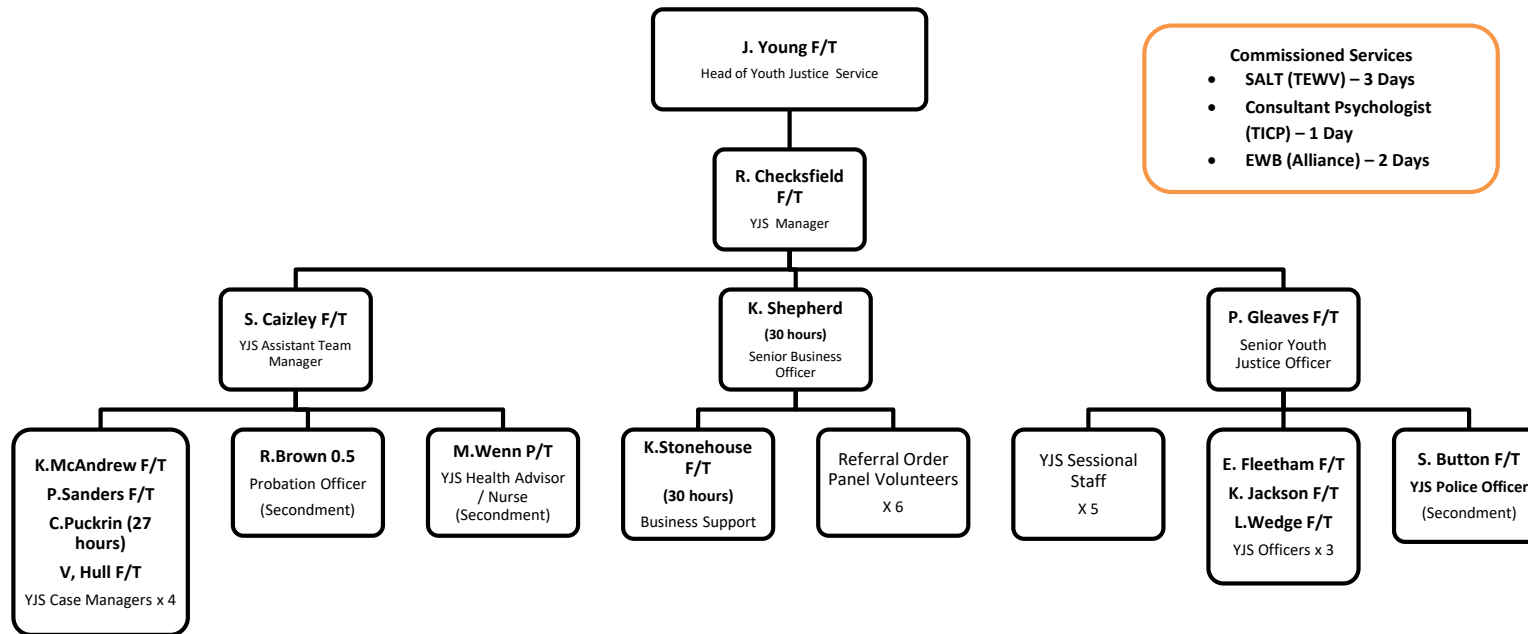 J. Young F/T
Head of Youth Justice Service
Commissioned Services
• SALT (TEWV) – 3 Days
• Consultant Psychologist
(TICP) – 1 Day
• EWB (Alliance) – 2 Days
R. Checksfield
F/T
YJS Manager
S. Caizley F/T
YJS Assistant Team
Manager
K. Shepherd
(30 hours)
Senior Business
Officer
P. Gleaves F/T
Senior Youth
Justice Officer
K.McAndrew F/T
P.Sanders F/T
C.Puckrin (27
hours)
V, Hull F/T
YJS Case Managers x 4
R.Brown 0.5
Probation Officer
(Secondment)
M.Wenn P/T
YJS Health Advisor
/ Nurse
(Secondment)
K.Stonehouse
F/T
(30 hours)
Business Support
Referral Order
Panel Volunteers
X 6
YJS Sessional
Staff
X 5
E. Fleetham F/T
K. Jackson F/T
L.Wedge F/T
YJS Officers x 3
S. Button F/T
YJS Police Officer
(Secondment)